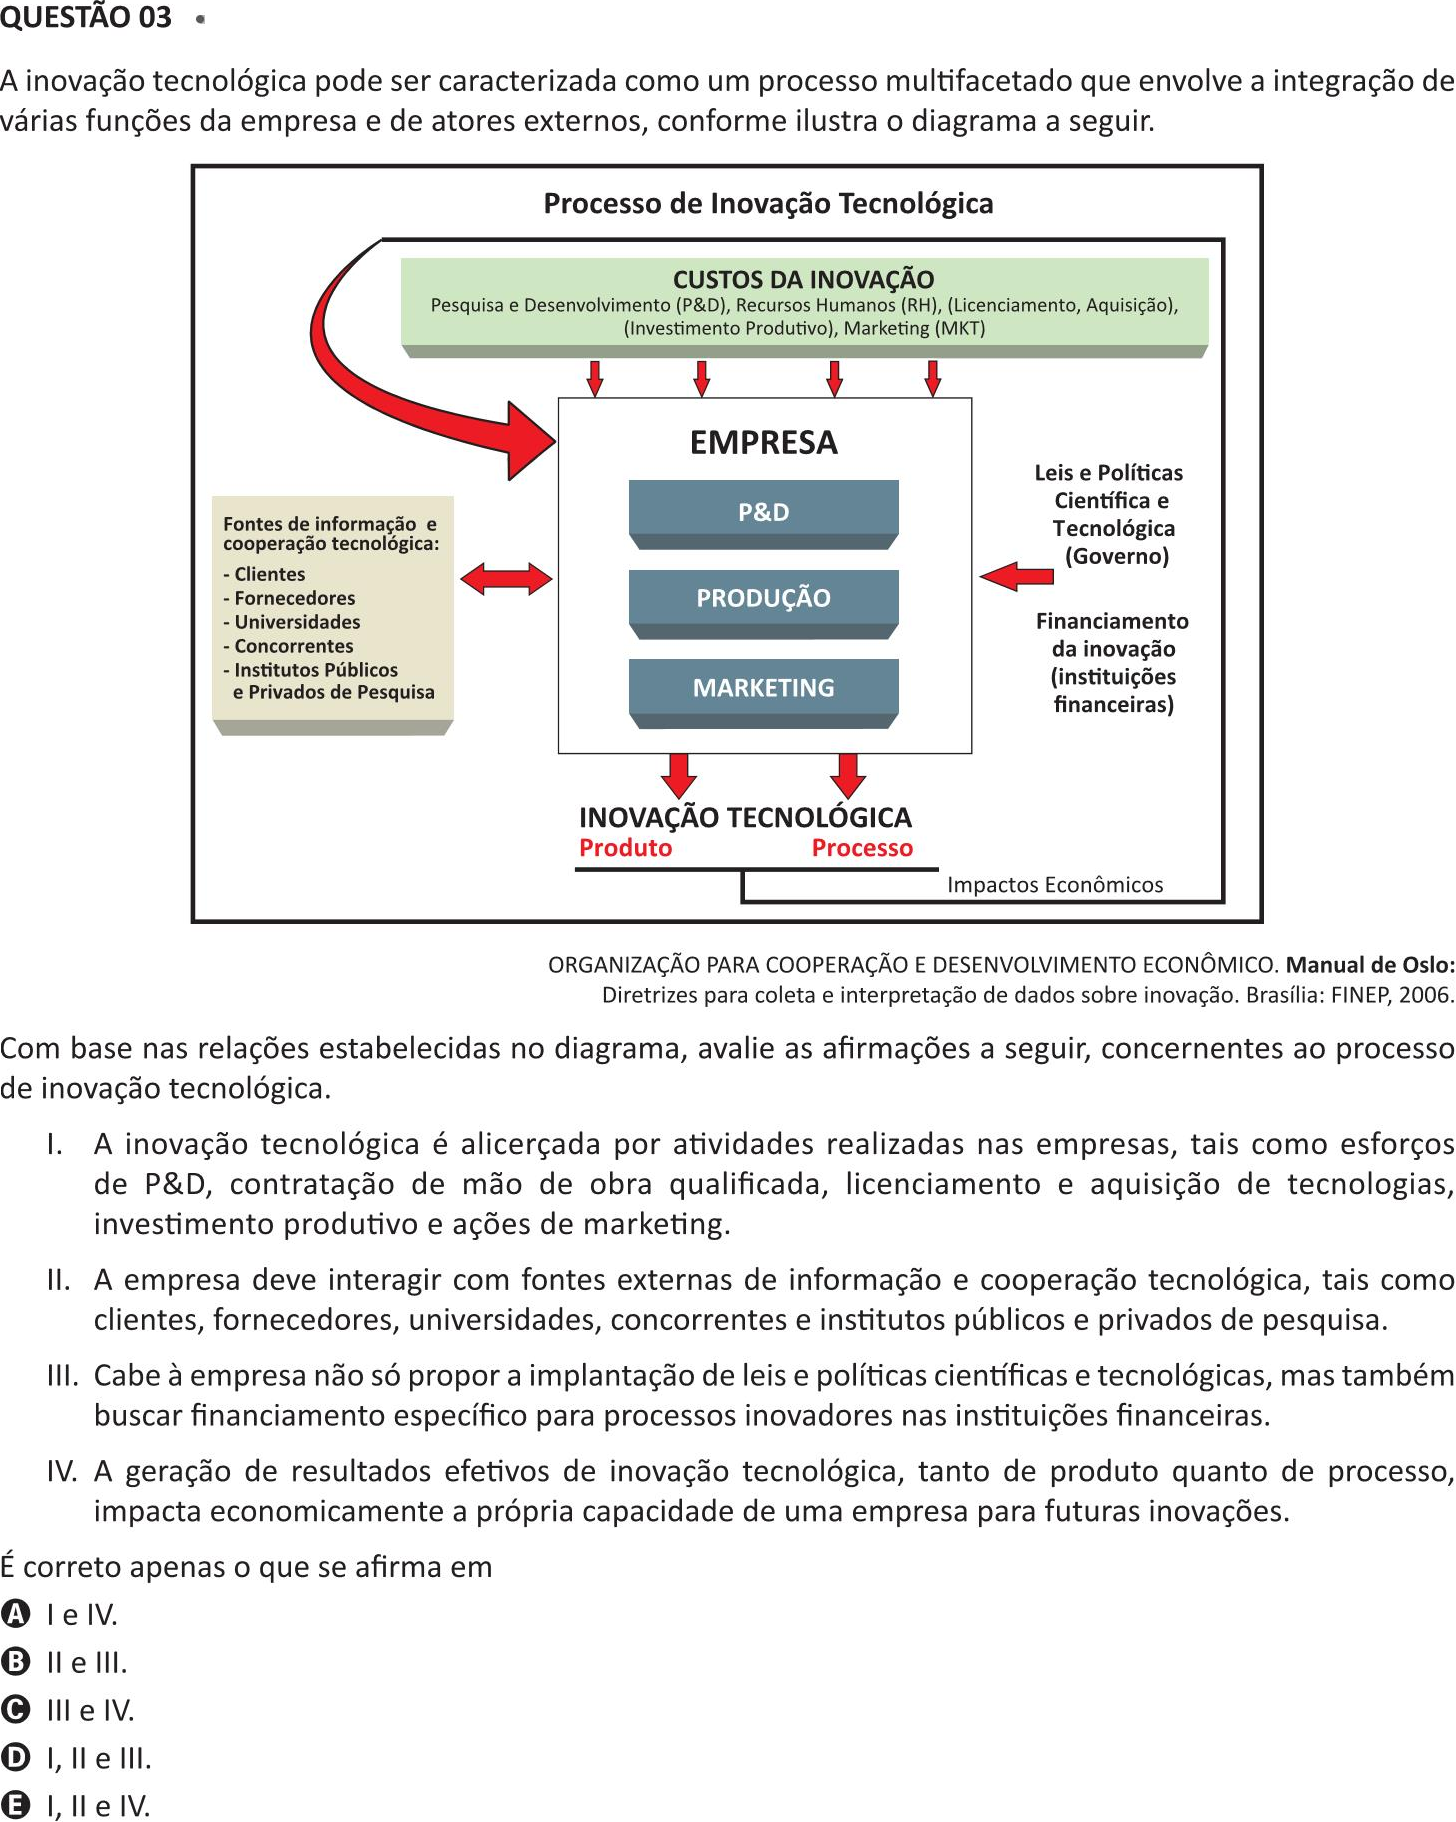 QUESTÃO 03
A inovação tecnológica pode ser caracterizada como um processo multifacetado que envolve a integração de
várias funções da empresa e de atores externos, conforme ilustra o diagrama a seguir.
Processo de Inovação Tecnológica
CUSTOS DA INOVAÇÃO
Pesquisa e Desenvolvimento (P&D), Recursos Humanos (RH), (Licenciamento, Aquisição),
(Investimento Produtivo), Marketing (MKT)
EMPRESA
P&D
PRODUÇÃO
MARKETING
Fontes de informação e
cooperação tecnológica:
- Clientes
- Fornecedores
- Universidades
- Concorrentes
- Institutos Públicos
e Privados de Pesquisa
Leis e Políticas
Científica e
Tecnológica
(Governo)
Financiamento
da inovação
(instituições
financeiras)
INOVAÇÃO TECNOLÓGICA
Produto Processo
Impactos Econômicos
ORGANIZAÇÃO PARA COOPERAÇÃO E DESENVOLVIMENTO ECONÔMICO. Manual de Oslo:
Diretrizes para coleta e interpretação de dados sobre inovação. Brasília: FINEP, 2006.
Com base nas relações estabelecidas no diagrama, avalie as afirmações a seguir, concernentes ao processo
de inovação tecnológica.
I. A inovação tecnológica é alicerçada por atividades realizadas nas empresas, tais como esforços
de P&D, contratação de mão de obra qualificada, licenciamento e aquisição de tecnologias,
investimento produtivo e ações de marketing.
II. A empresa deve interagir com fontes externas de informação e cooperação tecnológica, tais como
clientes, fornecedores, universidades, concorrentes e institutos públicos e privados de pesquisa.
III. Cabe à empresa não só propor a implantação de leis e políticas científicas e tecnológicas, mas também
buscar financiamento específico para processos inovadores nas instituições financeiras.
IV. A geração de resultados efetivos de inovação tecnológica, tanto de produto quanto de processo,
impacta economicamente a própria capacidade de uma empresa para futuras inovações.
É correto apenas o que se afirma em
A I e IV.
B II e III.
C III e IV.
D I, II e III.
E I, II e IV.